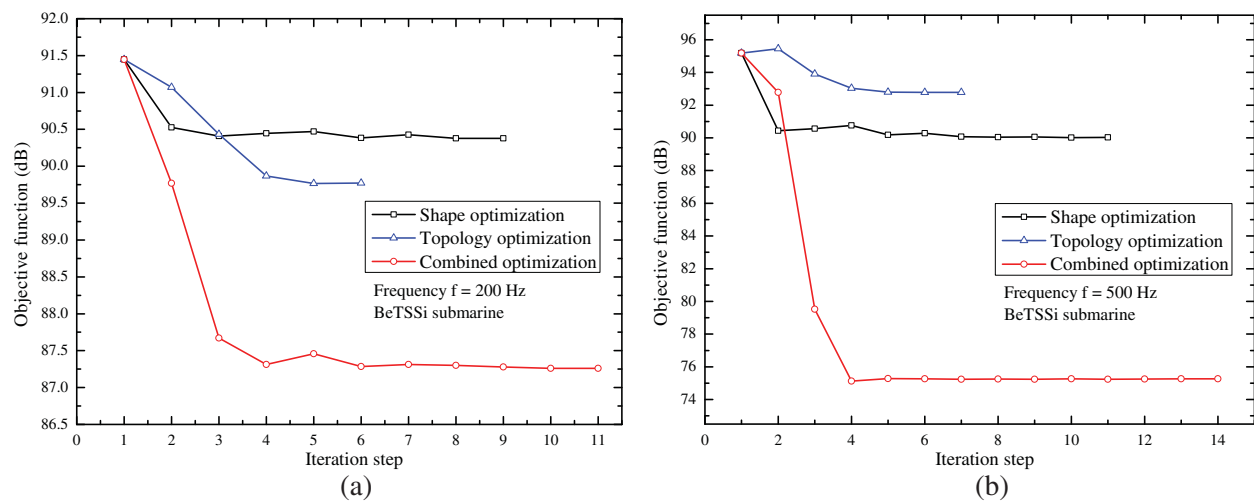 92.0
91.5
91.0
90.5
90.0
89.5
89.0
88.5
88.0
87.5
87.0
86.5
Objective function (dB)
Shape optimization
Topology optimization
Combined optimization
Frequency f = 200 Hz
BeTSSi submarine
0 1 2 3 4 5 6 7 8 9 10 11
Iteration step
(a)
96
94
92
90
88
86
84
82
80
78
76
74
Objective function (dB)
Shape optimization
Topology optimization
Combined optimization
Frequency f = 500 Hz
BeTSSi submarine
0 2 4 6 8 10 12 14
Iteration step
(b)